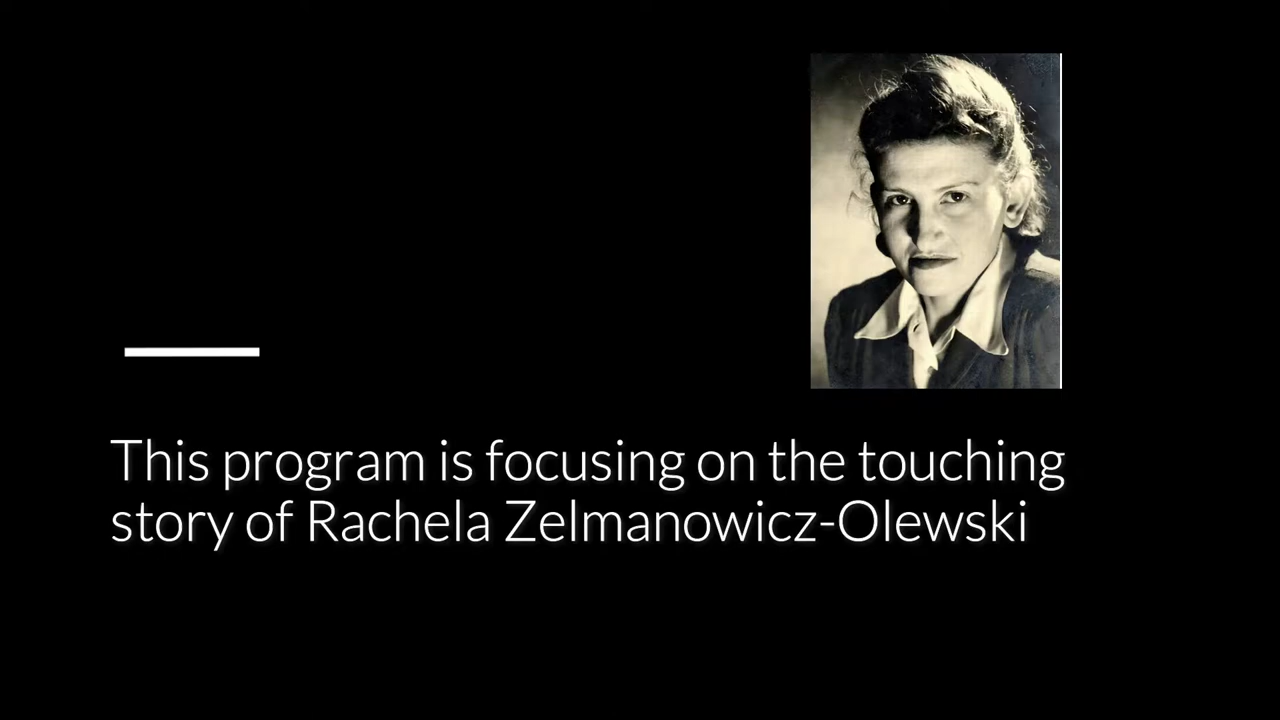 This program is focusing on the touching
story of Rachela Zelmanowicz-Olewski